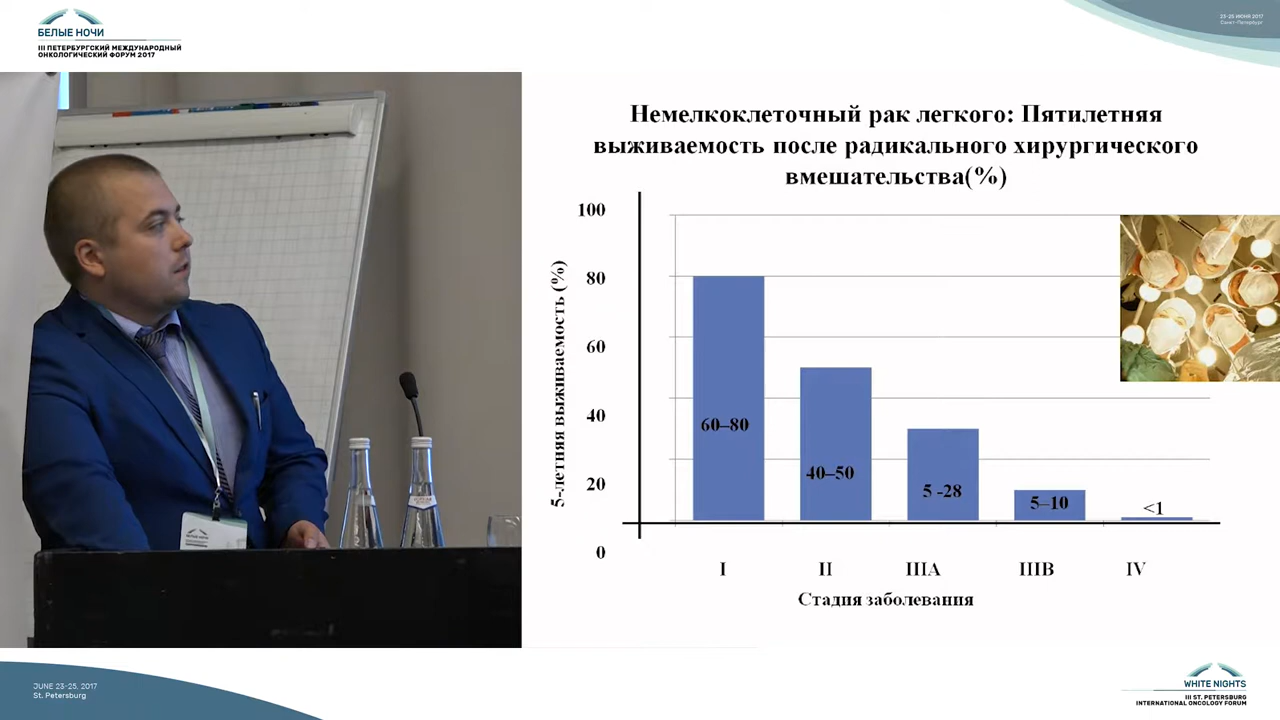 БЕЛЫЕ НОЧИ
III ПЕТЕРБУРГСКИЙ МЕЖДУНАРОДНЫЙ
ОНКОЛОГИЧЕСКИЙ ФОРУМ 2017
23-25 ИЮНЯ 2017
Санкт-Петербург
Немелкоклеточный рак легкого: Пятилетняя
выживаемость после радикального хирургического
вмешательства(%)
5-летняя выживаемость (%)
100
80
60
40
20
0
60–80
40–50
5 -28
5–10
<1
I
II
IIIA
IIIB
IV
Стадия заболевания
JUNE 23-25, 2017
St. Petersburg
WHITE NIGHTS
III ST. PETERSBURG
INTERNATIONAL ONCOLOGY FORUM